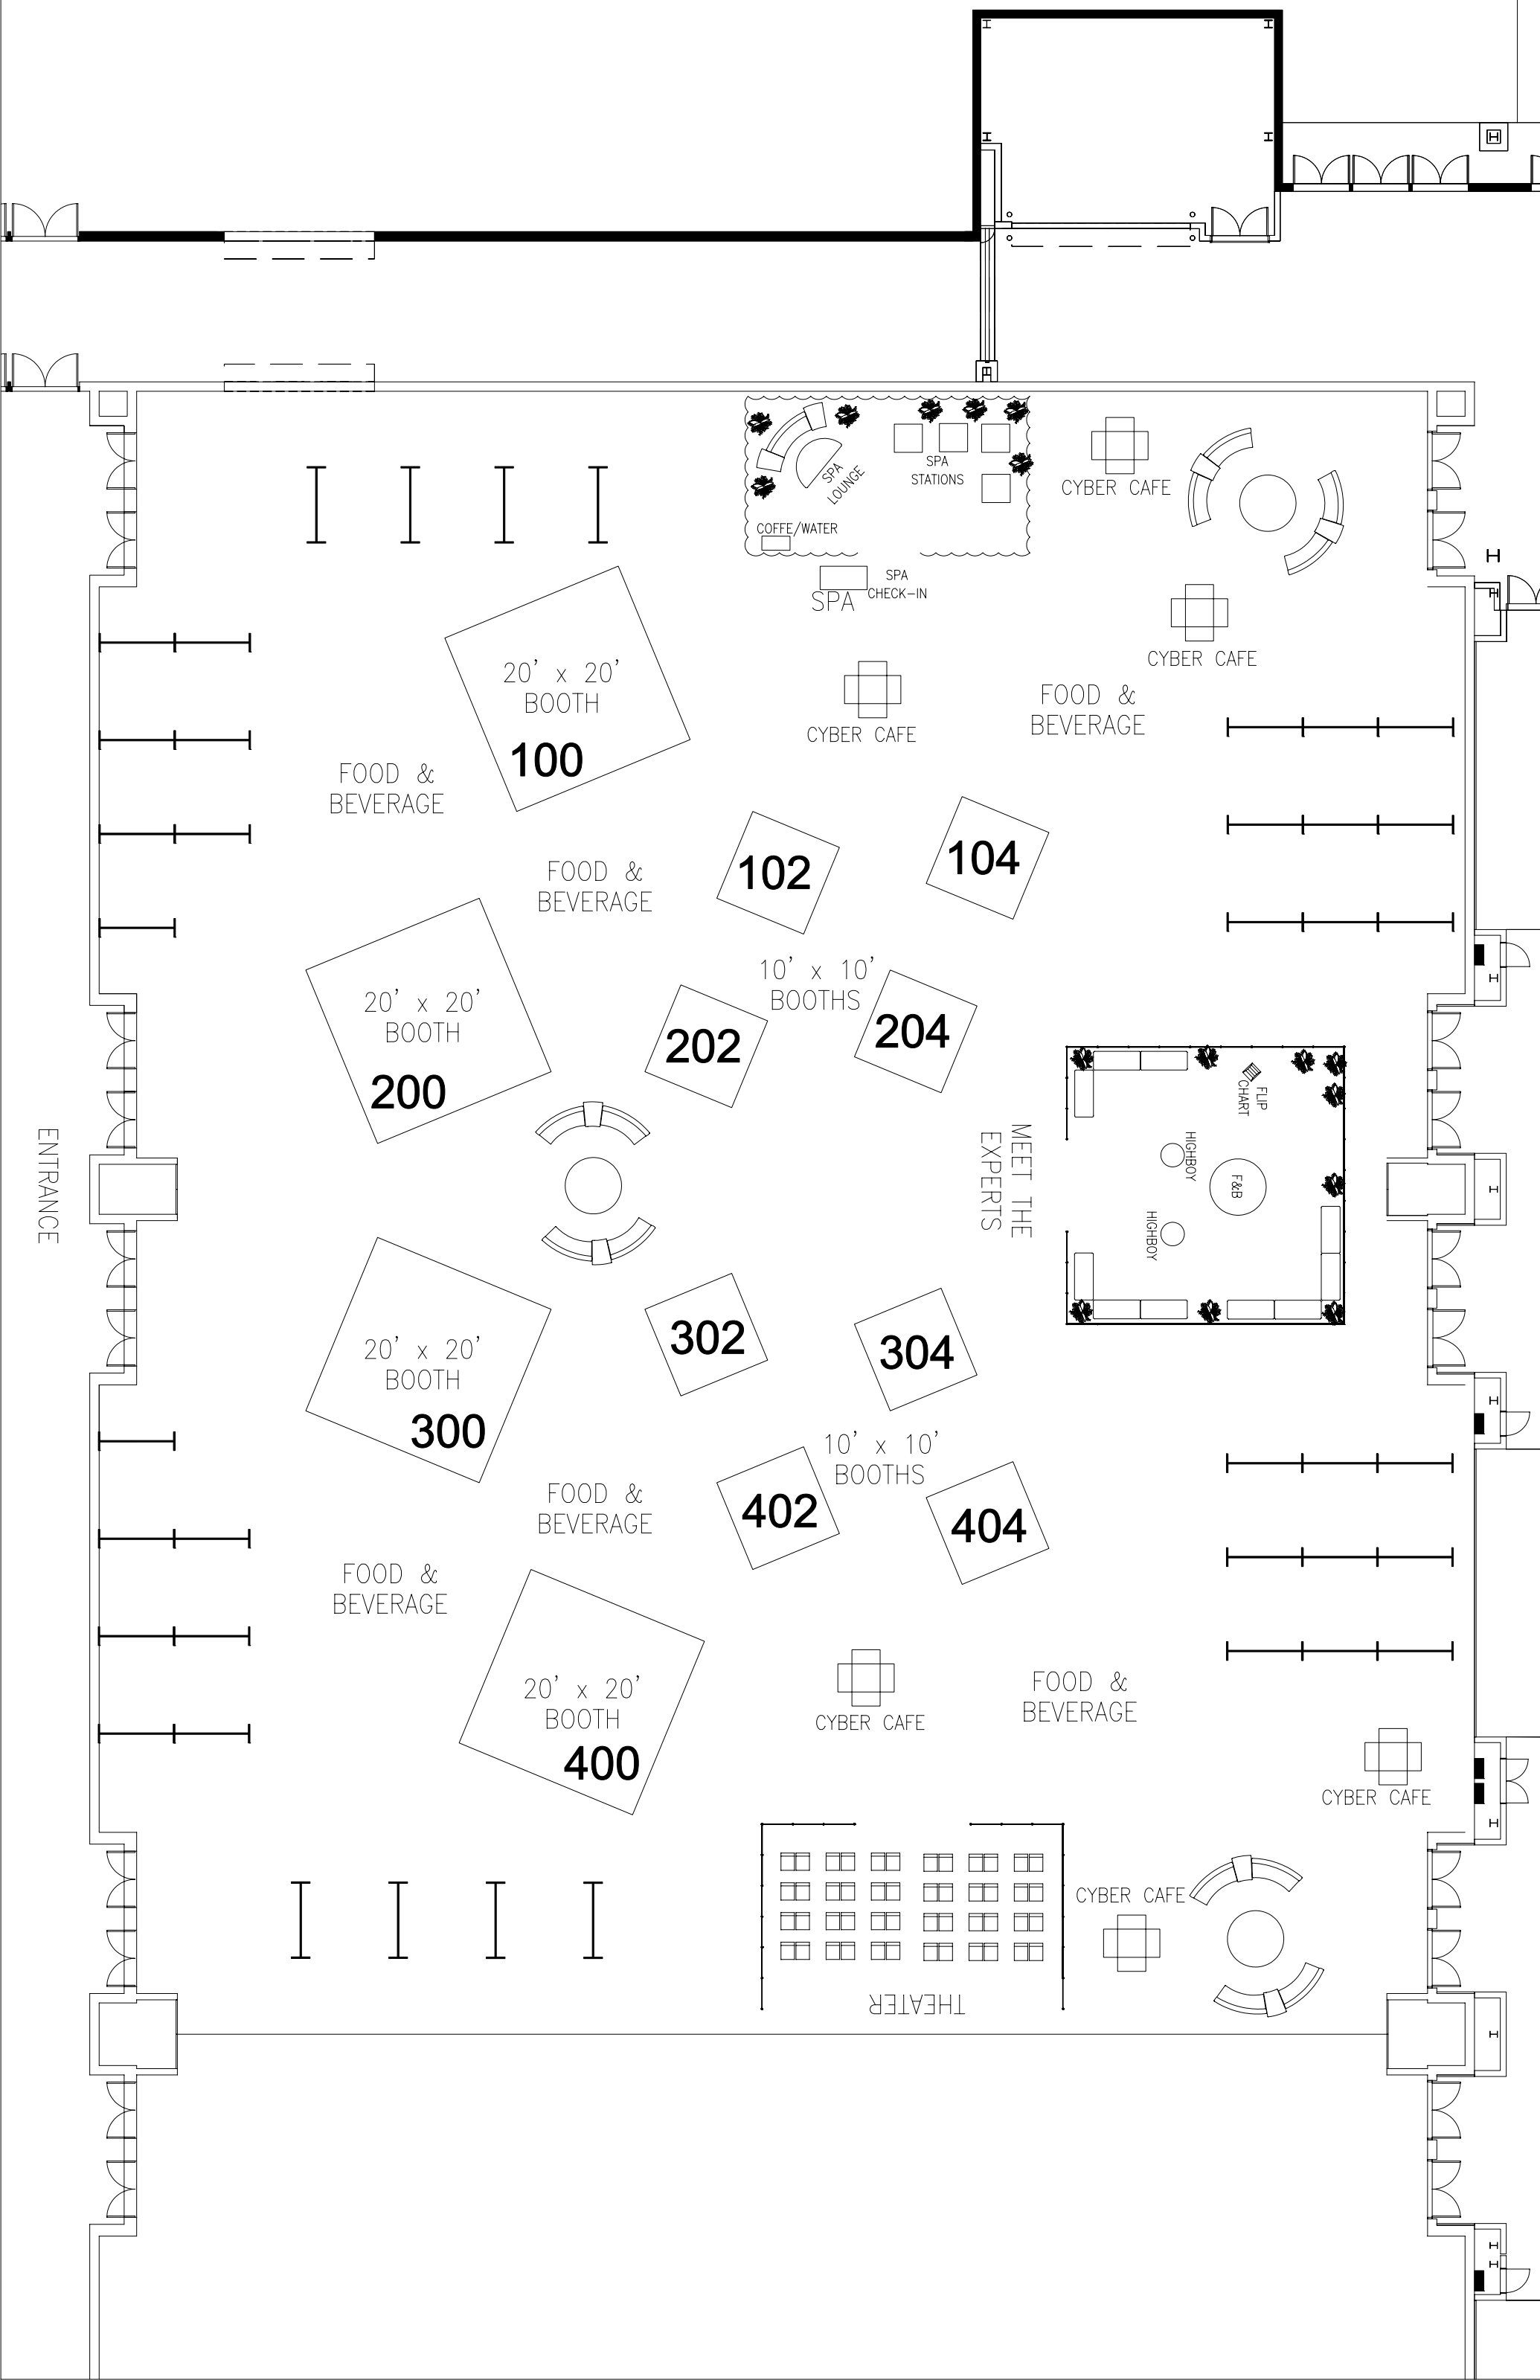 SPA
LOUNGE
SPA
STATIONS
COFFE/WATER
SPA
CHECK-IN
SPA
CYBER CAFE
CYBER CAFE
CYBER CAFE
FOOD &
BEVERAGE
20' x 20'
BOOTH
100
FOOD &
BEVERAGE
FOOD &
BEVERAGE
102
104
10' x 10'
BOOTHS
20' x 20'
BOOTH
200
202
204
ENTRANCE
MEET THE
EXPERTS
FLIP
CHART
HIGHBOY
F&B
HIGHBOY
20' x 20'
BOOTH
300
302
304
10' x 10'
BOOTHS
FOOD &
BEVERAGE
402
404
FOOD &
BEVERAGE
20' x 20'
BOOTH
400
CYBER CAFE
FOOD &
BEVERAGE
CYBER CAFE
CYBER CAFE
THEATER